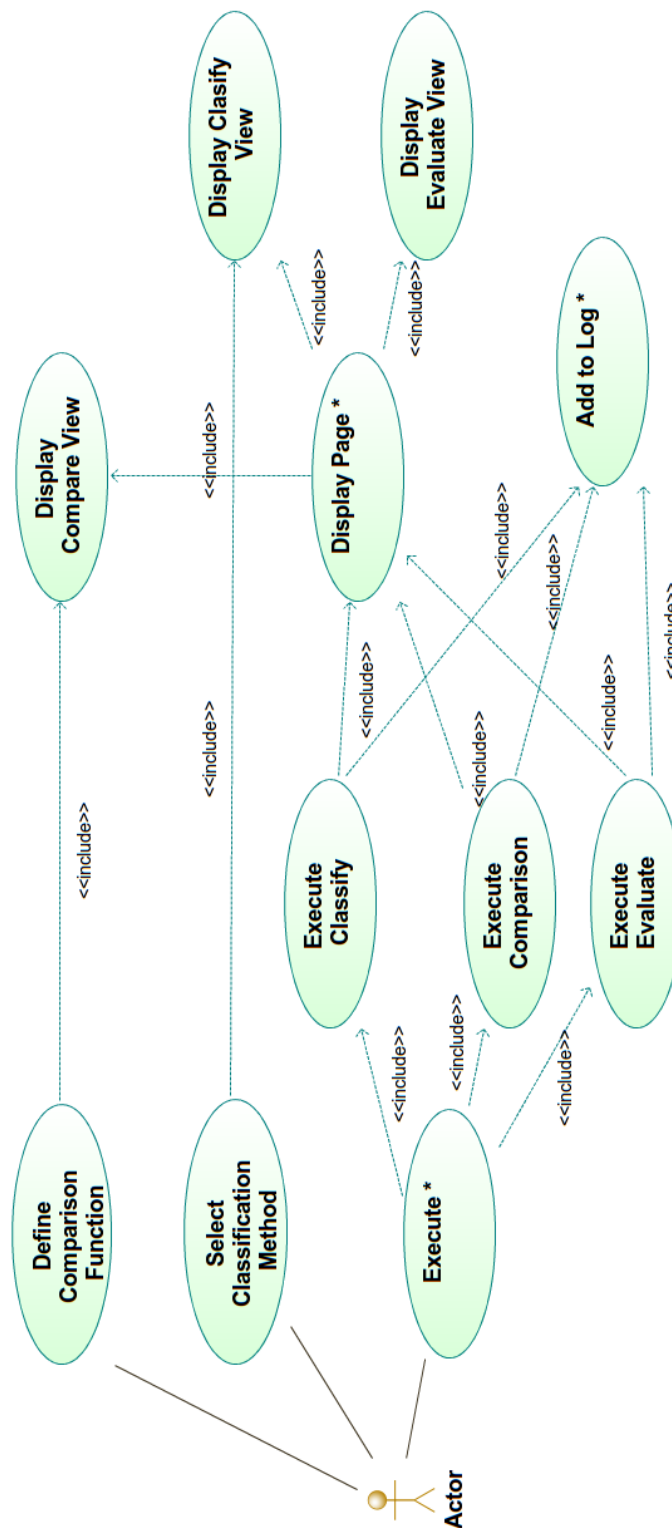 Display Clasify
View
Display
Evaluate View
Display
Compare View
<<include>>
<<include>>
<<include>>
Display Page *
Add to Log *
<<include>>
<<include>>
<<include>>
<<include>>
<<include>>
<<include>>
<<include>>
<<include>>
<<include>>
Execute
Classify
Execute
Comparison
Execute
Evaluate
<<include>>
<<include>>
<<include>>
Define
Comparison
Function
Select
Classification
Method
Execute *
Actor